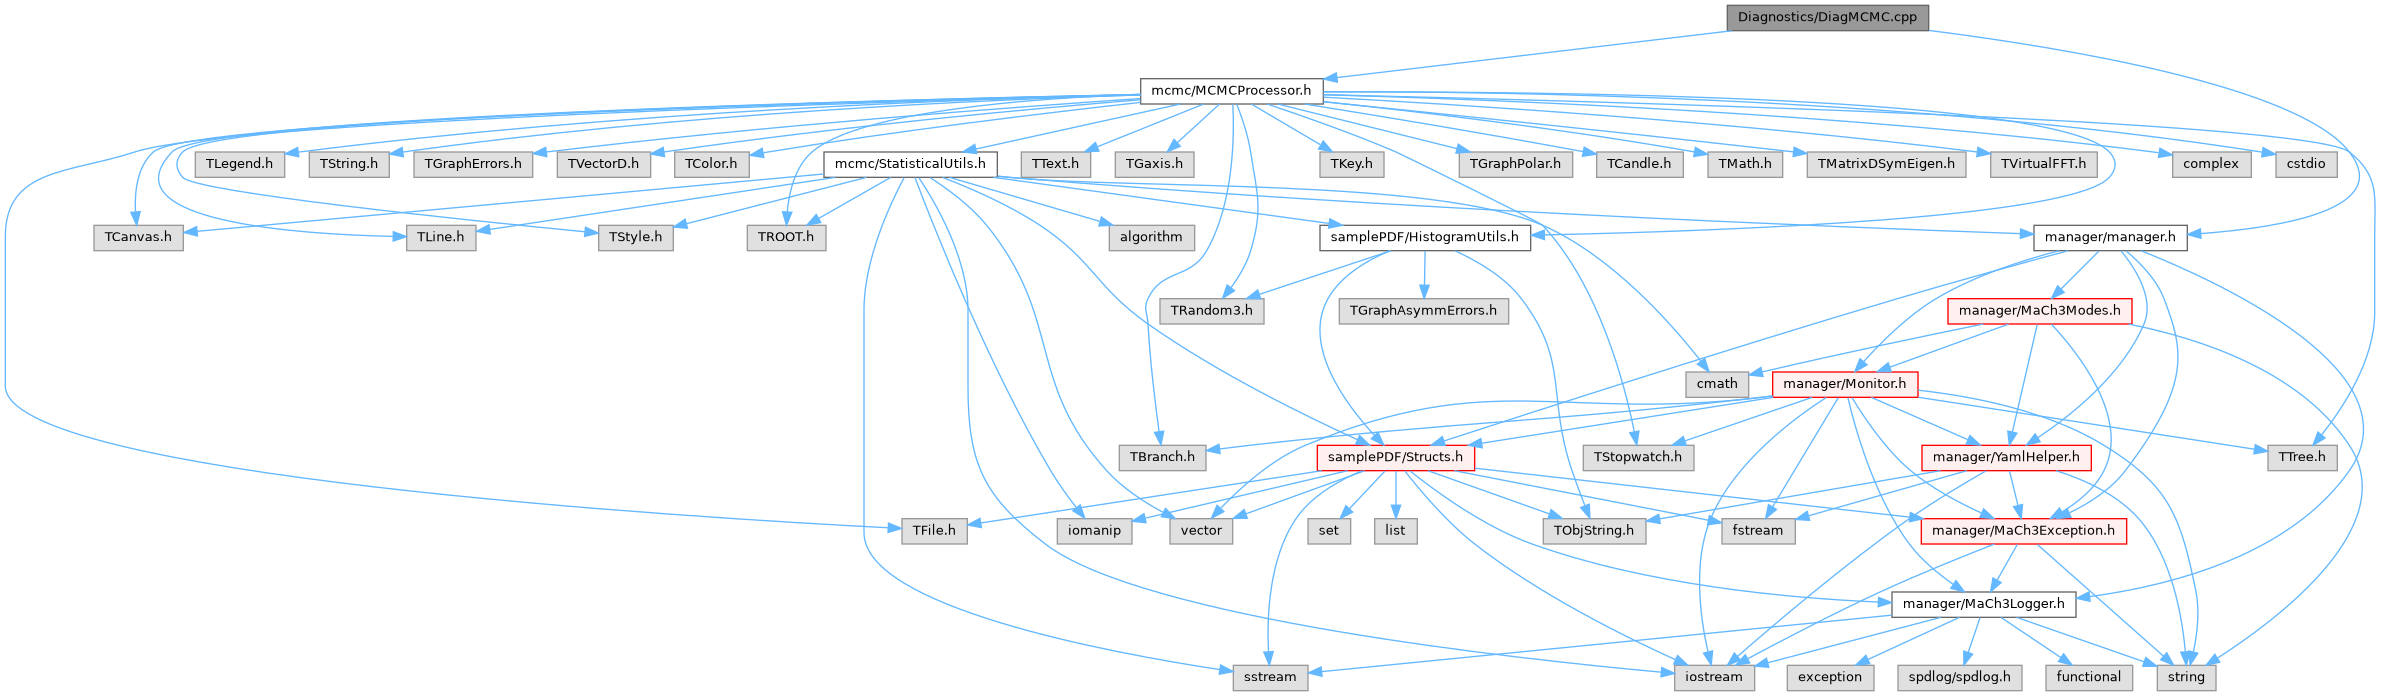 Diagnostics/DiagMCMC.cpp
mcmc/MCMCProcessor.h
TLegend.h
TString.h
TGraphErrors.h
TVectorD.h
TColor.h
mcmc/StatisticalUtils.h
TText.h
TGaxis.h
TKey.h
TGraphPolar.h
TCandle.h
TMath.h
TMatrixDSymEigen.h
TVirtualFFT.h
complex
cstdio
TCanvas.h
TLine.h
TStyle.h
TROOT.h
algorithm
samplePDF/HistogramUtils.h
manager/manager.h
TRandom3.h
TGraphAsymmErrors.h
manager/MaCh3Modes.h
cmath
manager/Monitor.h
TBranch.h
samplePDF/Structs.h
TStopwatch.h
manager/YamlHelper.h
TTree.h
TFile.h
iomanip
vector
set
list
TObjString.h
fstream
manager/MaCh3Exception.h
manager/MaCh3Logger.h
sstream
iostream
exception
spdlog/spdlog.h
functional
string